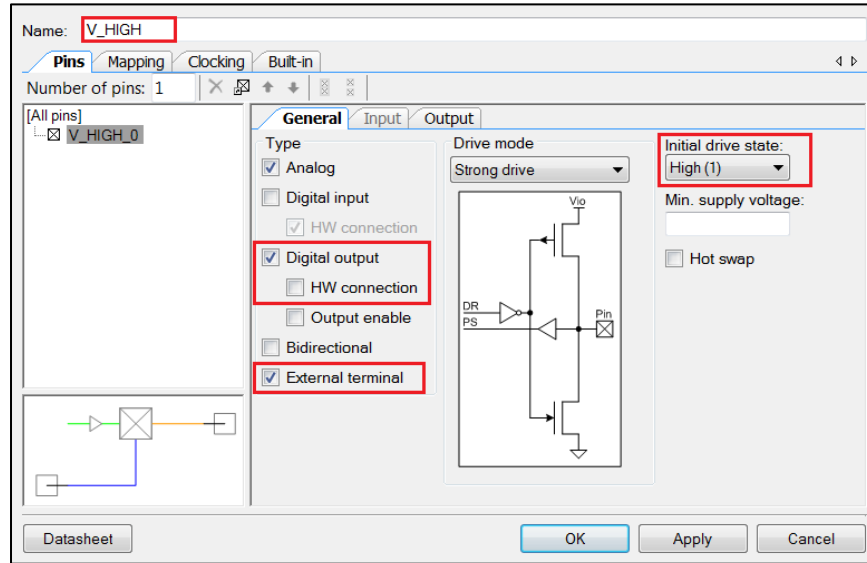 Name: V_HIGH
Pins Mapping Clocking Built-in
Number of pins: 1
[All pins]
V_HIGH_0
General Input Output
Type
Analog
Digital input
HW connection
Digital output
HW connection
Output enable
Bidirectional
External terminal
Drive mode
Strong drive
Vio
DR
PS
Pin
Initial drive state:
High (1)
Min. supply voltage:
Hot swap
Datasheet OK Apply Cancel